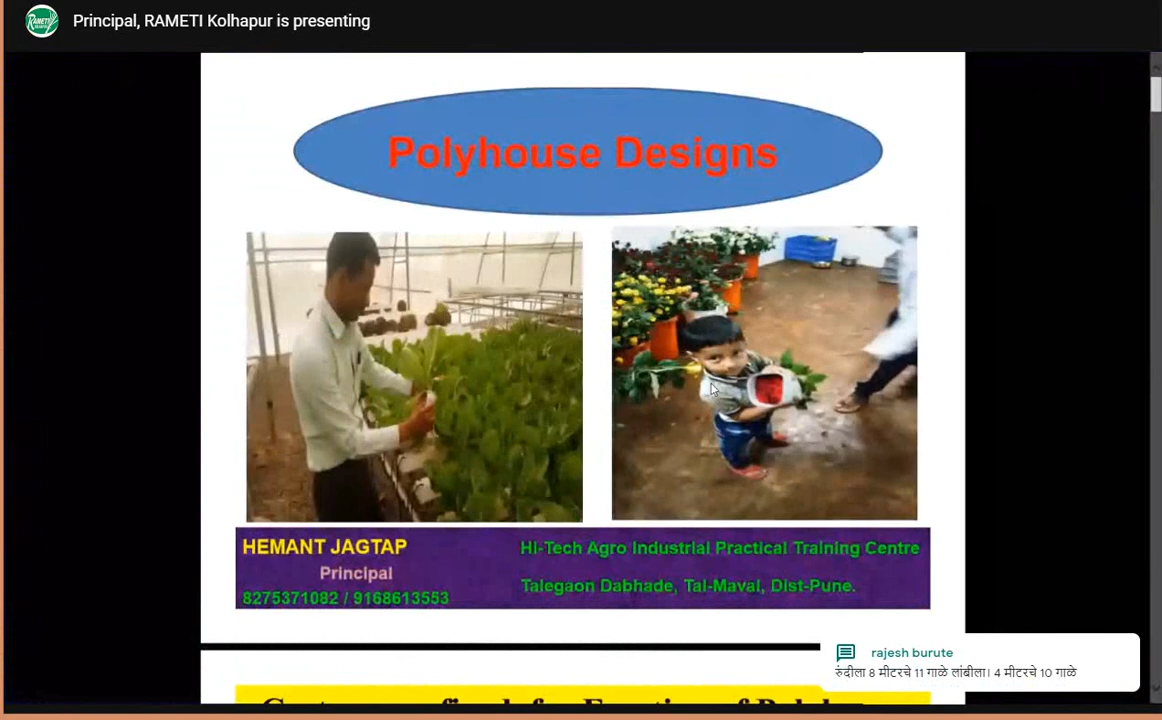 Principal, RAMETI Kolhapur is presenting
RAMETI
Polyhouse Designs
HEMANT JAGTAP
Principal
8275371082 / 9168613553
Hi-Tech Agro Industrial Practical Training Centre
Talegaon Dabhade, Tal-Maval, Dist-Pune.
rajesh burute
रुंदीला 8 मीटरचे 11 गाळे लांबीला। 4 मीटरचे 10 गाळे